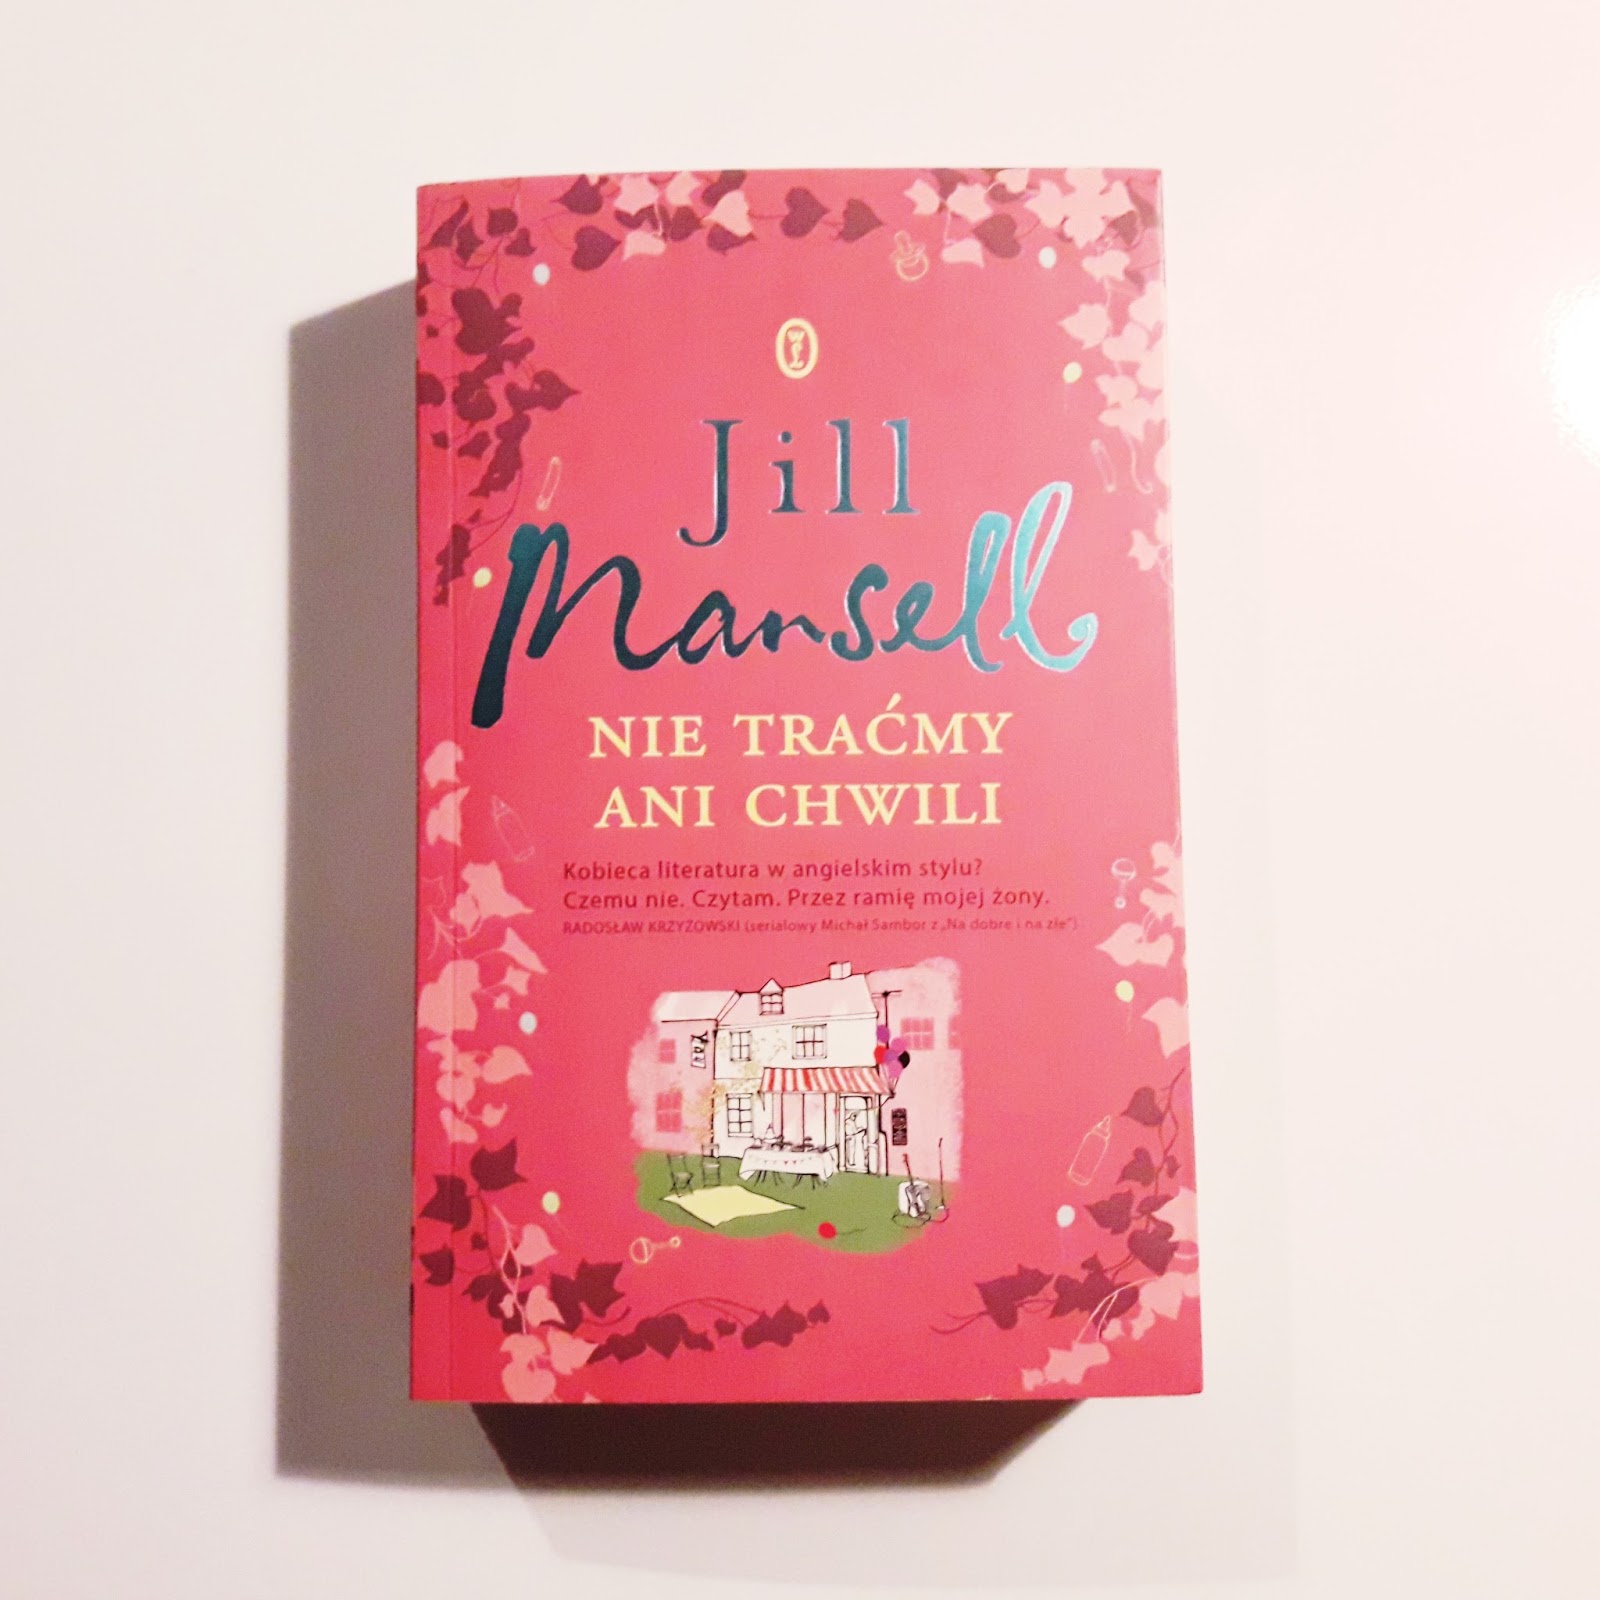 WL
Jill
Mansell
NIE TRAĆMY
ANI CHWILI
Kobieca literatura w angielskim stylu?
Czemu nie. Czytam. Przez ramię mojej żony.
RADOSŁAW KRZYŻOWSKI (serialowy Michał Sambor z „Na dobre i na złe”)